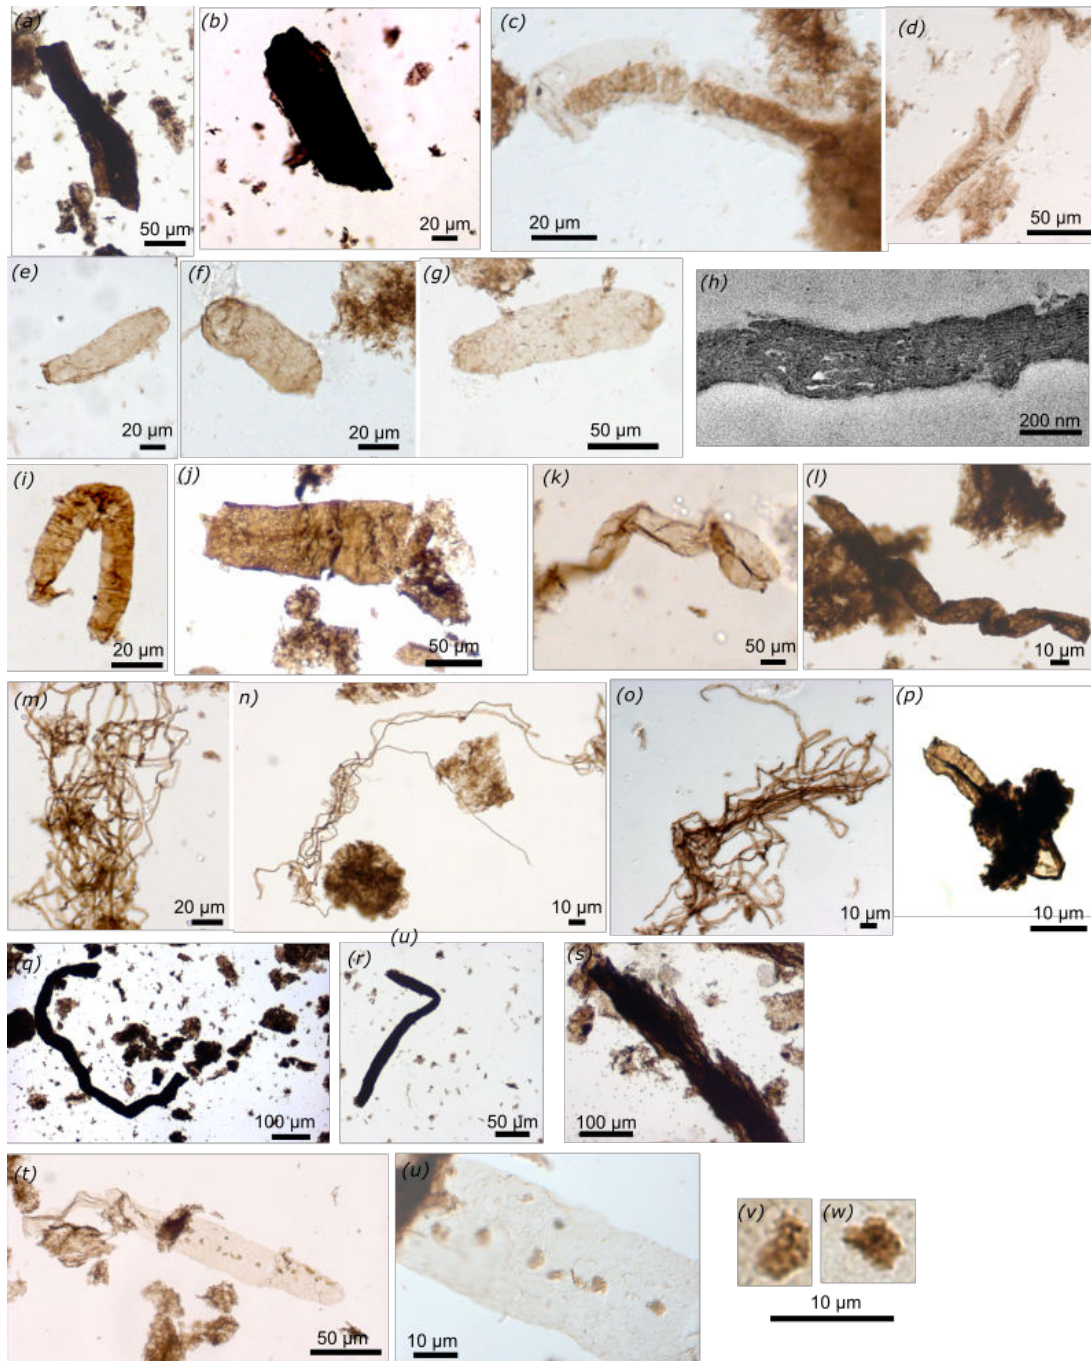 (a)
50 µm
(b)
20 µm
(c)
20 µm
(d)
50 µm
(e)
20 µm
(f)
20 µm
(g)
50 µm
(h)
200 nm
(i)
20 µm
(j)
50 µm
(k)
50 µm
(l)
10 µm
(m)
20 µm
n)
10 µm
(o)
10 µm
(p)
10 µm
(q)
100 µm
(u)
(r)
50 µm
(s)
100 µm
(t)
50 µm
(u)
10 µm
(v)
(w)
10 µm